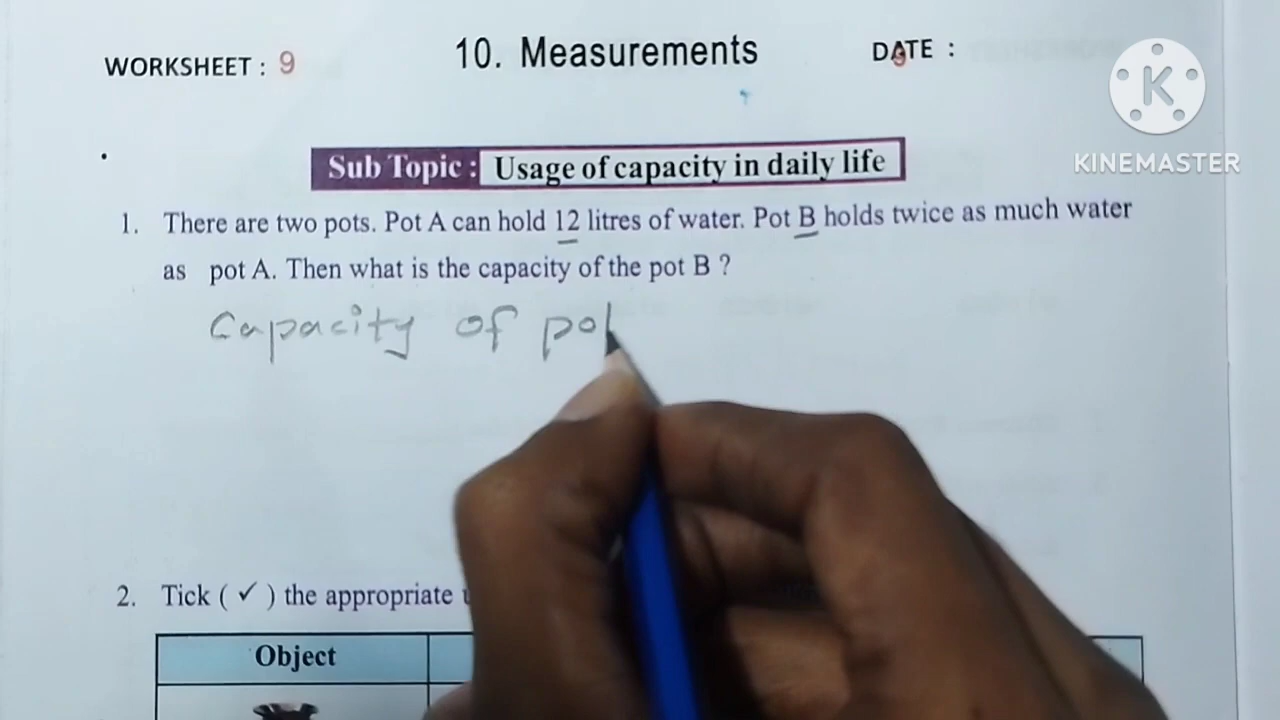 WORKSHEET : 9
10. Measurements
DATE :
K
KINEMASTER
Sub Topic : Usage of capacity in daily life
1. There are two pots. Pot A can hold 12 litres of water. Pot B holds twice as much water
as pot A. Then what is the capacity of the pot B ?
Capacity of pot
2. Tick ( ✓ ) the appropriate
Object